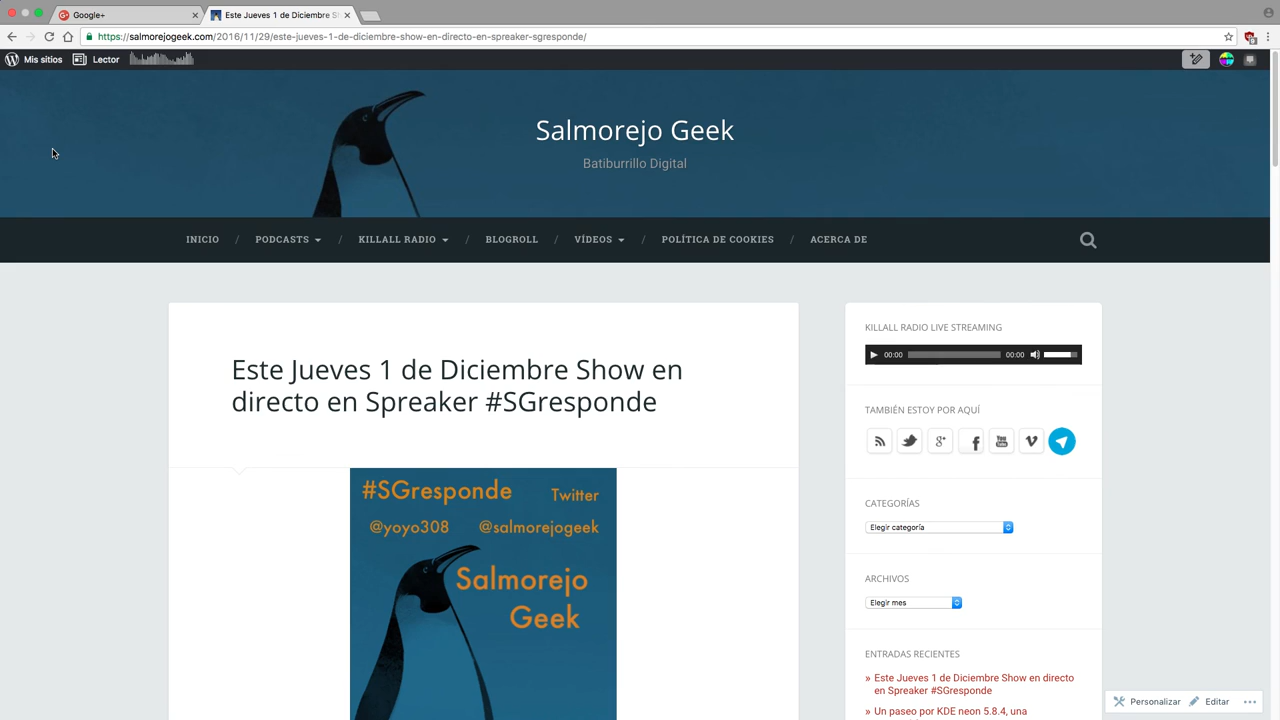 Google+
Este Jueves 1 de Diciembre S
https://salmorejogeek.com/2016/11/29/este-jueves-1-de-diciembre-show-en-directo-en-spreaker-sgresponde/
Mis sitios
Lector
Salmorejo Geek
Batiburrillo Digital
INICIO / PODCASTS / KILLALL RADIO / BLOGROLL / VÍDEOS / POLÍTICA DE COOKIES / ACERCA DE
Este Jueves 1 de Diciembre Show en
directo en Spreaker #SGresponde
#SGresponde Twitter
@yoyo308 @salmorejogeek
Salmorejo
Geek
KILLALL RADIO LIVE STREAMING
00:00 00:00
TAMBIÉN ESTOY POR AQUÍ
CATEGORÍAS
Elegir categoría
ARCHIVOS
Elegir mes
ENTRADAS RECIENTES
» Este Jueves 1 de Diciembre Show en directo
en Spreaker #SGresponde
» Un paseo por KDE neon 5.8.4, una
Personalizar Editar